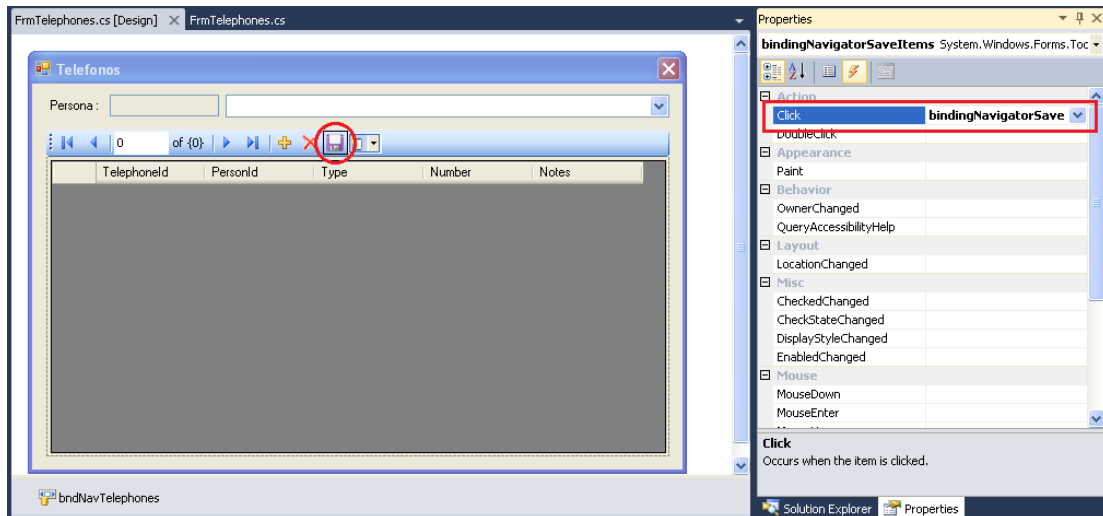 FrmTelephones.cs [Design] FrmTelephones.cs
Telefonos
Persona :
0 of {0}
TelephoneId PersonId Type Number Notes
bndNavTelephones
Properties
bindingNavigatorSaveItems System.Windows.Forms.Toc
Action
Click bindingNavigatorSave
DoubleClick
Appearance
Paint
Behavior
OwnerChanged
QueryAccessibilityHelp
Layout
LocationChanged
Misc
CheckedChanged
CheckStateChanged
DisplayStyleChanged
EnabledChanged
Mouse
MouseDown
MouseEnter
Click
Occurs when the item is clicked.
Solution Explorer Properties